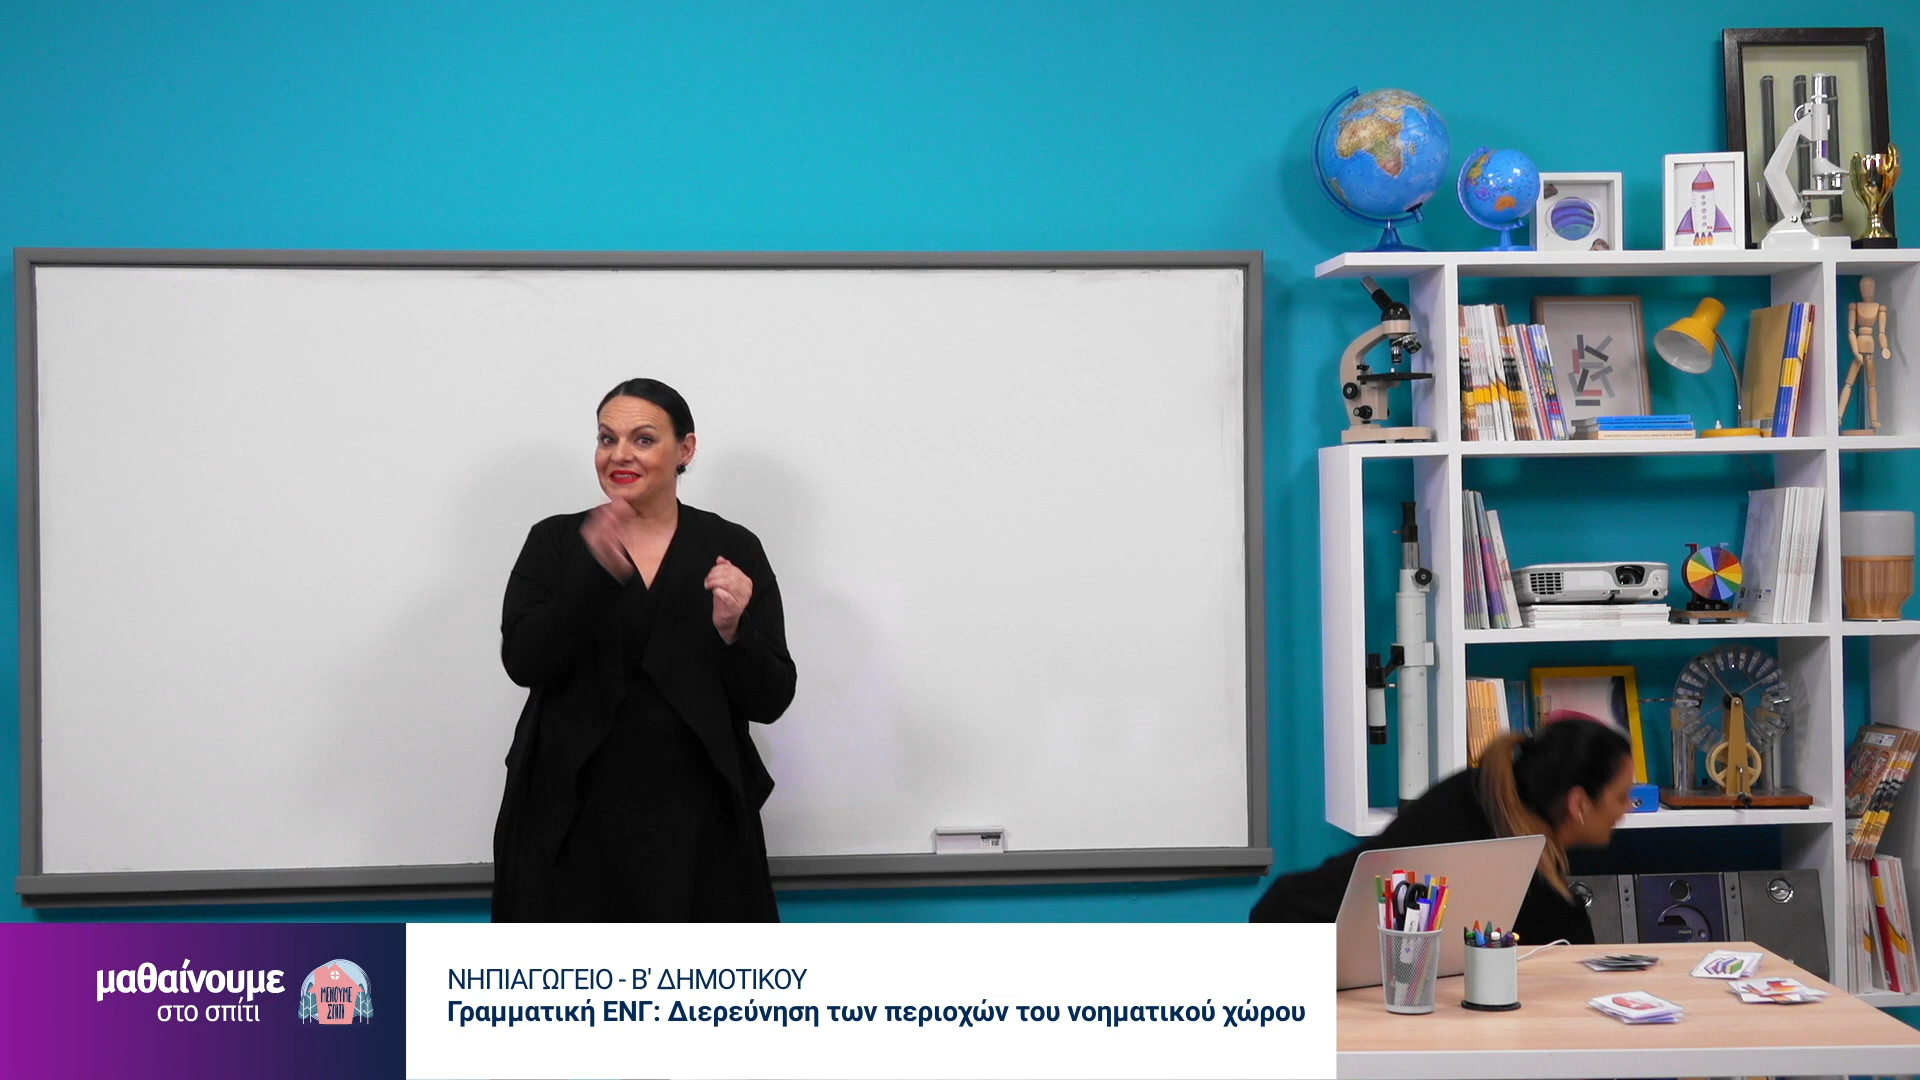 μαθαίνουμε
στο σπίτι
ΜΕΝΟΥΜΕ
ΣΠΙΤΙ
ΝΗΠΙΑΓΩΓΕΙΟ - Β' ΔΗΜΟΤΙΚΟΥ
Γραμματική ΕΝΓ: Διερεύνηση των περιοχών του νοηματικού χώρου